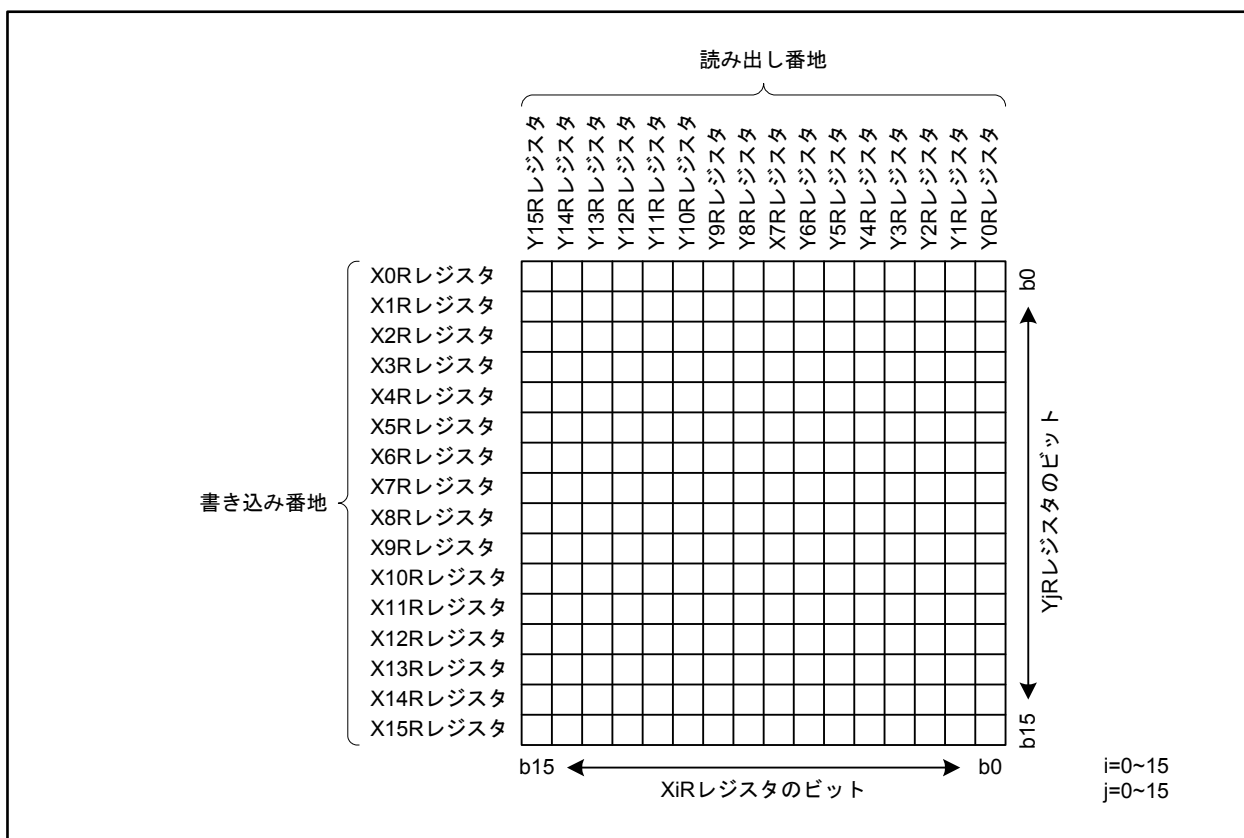 読み出し番地
Y15Rレジスタ
Y14Rレジスタ
Y13Rレジスタ
Y12Rレジスタ
Y11Rレジスタ
Y10Rレジスタ
Y9Rレジスタ
Y8Rレジスタ
X7Rレジスタ
Y6Rレジスタ
Y5Rレジスタ
Y4Rレジスタ
Y3Rレジスタ
Y2Rレジスタ
Y1Rレジスタ
Y0Rレジスタ
書き込み番地
X0Rレジスタ
X1Rレジスタ
X2Rレジスタ
X3Rレジスタ
X4Rレジスタ
X5Rレジスタ
X6Rレジスタ
X7Rレジスタ
X8Rレジスタ
X9Rレジスタ
X10Rレジスタ
X11Rレジスタ
X12Rレジスタ
X13Rレジスタ
X14Rレジスタ
X15Rレジスタ
b0
YjRレジスタのビット
b15
b15
b0
XiRレジスタのビット
i=0~15
j=0~15